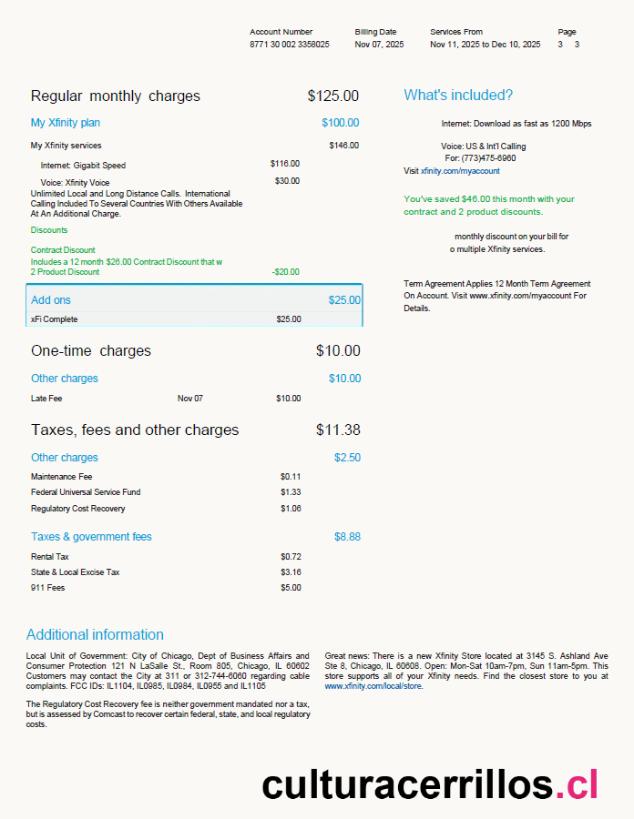 Account Number Billing Date Services From Page
8771 30 002 3358025 Nov 07, 2025 Nov 11, 2025 to Dec 10, 2025 3 3
Regular monthly charges $125.00
My Xfinity plan $100.00
My Xfinity services $146.00
Internet: Gigabit Speed $116.00
Voice: Xfinity Voice $30.00
Unlimited Local and Long Distance Calls. International
Calling Included To Several Countries With Others Available
At An Additional Charge.
Discounts
Contract Discount
Includes a 12 month $26.00 Contract Discount that w
2 Product Discount -$20.00
Add ons $25.00
xFi Complete $25.00
One-time charges $10.00
Other charges $10.00
Late Fee Nov 07 $10.00
Taxes, fees and other charges $11.38
Other charges $2.50
Maintenance Fee $0.11
Federal Universal Service Fund $1.33
Regulatory Cost Recovery $1.06
Taxes & government fees $8.88
Rental Tax $0.72
State & Local Excise Tax $3.16
911 Fees $5.00
What's included?
Internet: Download as fast as 1200 Mbps
Voice: US & Int'l Calling
For: (773)475-6960
Visit xfinity.com/myaccount
You've saved $46.00 this month with your
contract and 2 product discounts.
monthly discount on your bill for
o multiple Xfinity services.
Term Agreement Applies 12 Month Term Agreement
On Account. Visit www.xfinity.com/myaccount For
Details.
Additional information
Local Unit of Government: City of Chicago, Dept of Business Affairs and
Consumer Protection 121 N LaSalle St., Room 805, Chicago, IL 60602
Customers may contact the City at 311 or 312-744-6060 regarding cable
complaints. FCC IDs: IL1104, IL0985, IL0984, IL0955 and IL1105
The Regulatory Cost Recovery fee is neither government mandated nor a tax,
but is assessed by Comcast to recover certain federal, state, and local regulatory
costs.
Great news: There is a new Xfinity Store located at 3145 S. Ashland Ave
Ste 8, Chicago, IL 60608. Open: Mon-Sat 10am-7pm, Sun 11am-5pm. This
store supports all of your Xfinity needs. Find the closest store to you at
www.xfinity.com/local/store.
culturacerrillos.cl